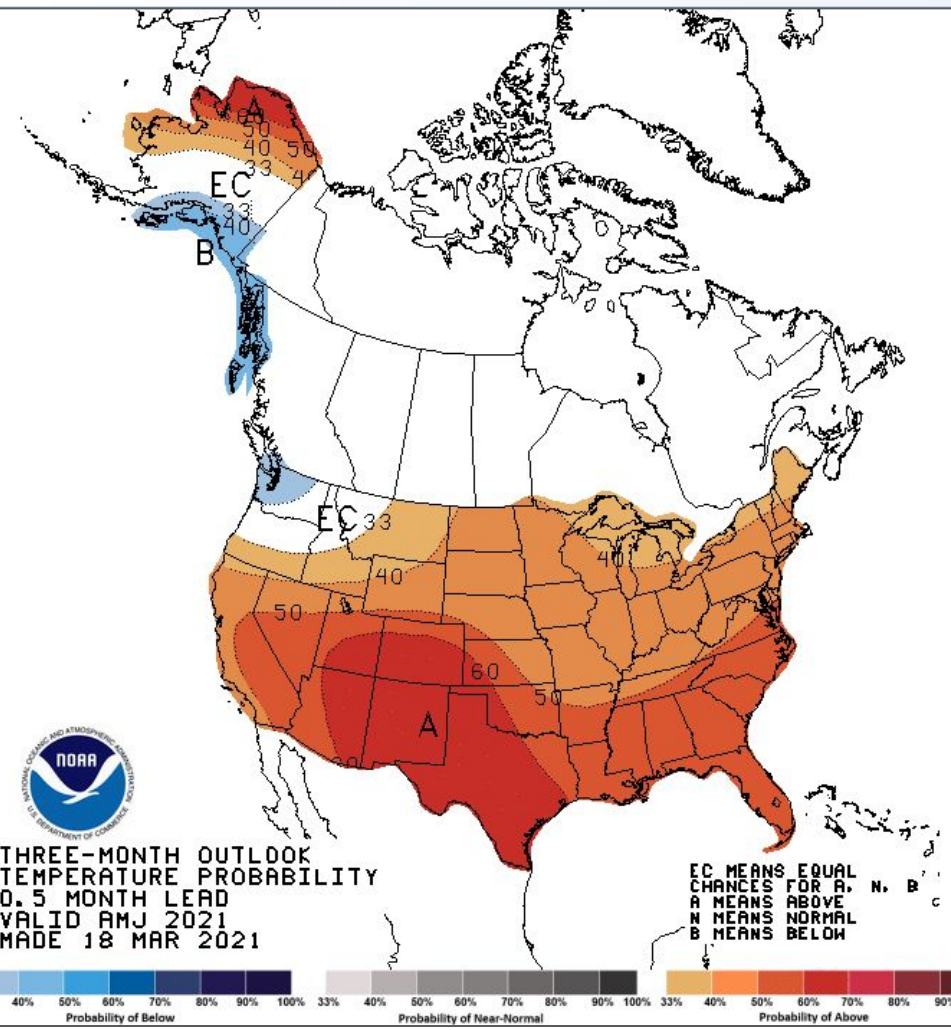 A
60
50
40
50
33
40
EC
33
40
B
EC
33
40
40
50
60
50
A
NATIONAL OCEANIC AND ATMOSPHERIC ADMINISTRATION
NOAA
U.S. DEPARTMENT OF COMMERCE
THREE-MONTH OUTLOOK
TEMPERATURE PROBABILITY
0.5 MONTH LEAD
VALID AMJ 2021
MADE 18 MAR 2021
EC MEANS EQUAL
CHANCES FOR A, N, B
A MEANS ABOVE
N MEANS NORMAL
B MEANS BELOW
40% 50% 60% 70% 80% 90% 100%
Probability of Below
33% 40% 50% 60% 70% 80% 90% 100%
Probability of Near-Normal
33% 40% 50% 60% 70% 80% 90%
Probability of Above